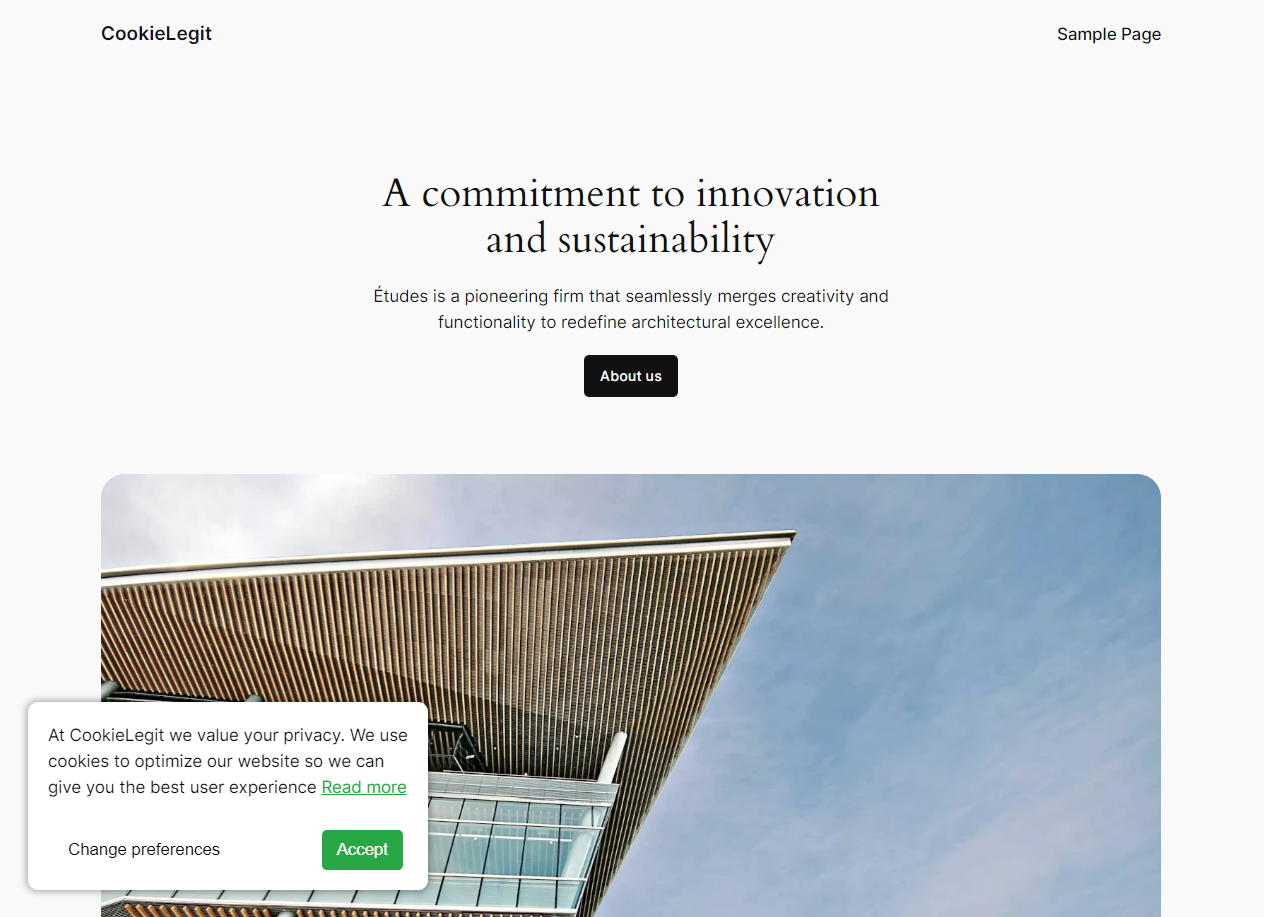 CookieLegit
Sample Page
A commitment to innovation
and sustainability
Études is a pioneering firm that seamlessly merges creativity and
functionality to redefine architectural excellence.
About us
At CookieLegit we value your privacy. We use
cookies to optimize our website so we can
give you the best user experience Read more
Change preferences
Accept